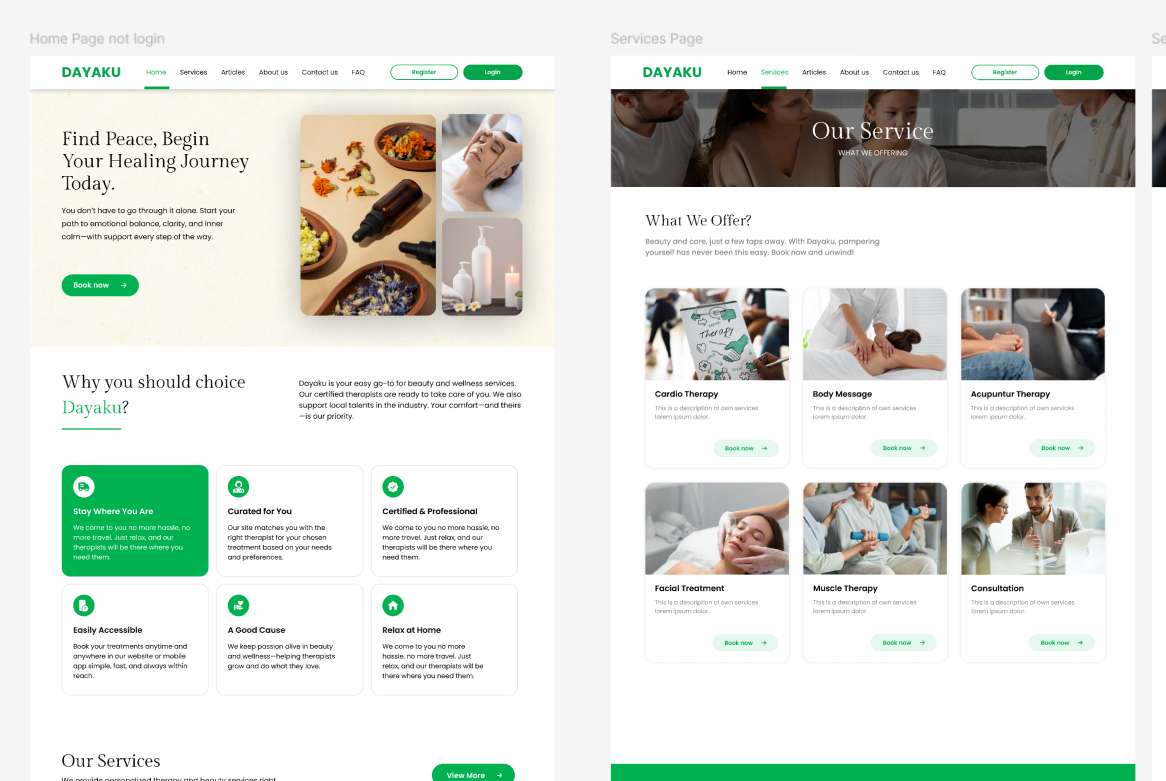 Home Page not login
DAYAKU
Home
Services
Articles
About us
Contact us
FAQ
Register
Login
Find Peace, Begin
Your Healing Journey
Today.
You don't have to go through it alone. Start your
path to emotional balance, clarity, and inner
calm—with support every step of the way.
Book now →
Why you should choice
Dayaku?
Dayaku is your easy go-to for beauty and wellness services.
Our certified therapists are ready to take care of you. We also
support local talents in the industry. Your comfort—and theirs
—is our priority.
Stay Where You Are
We come to you no more hassle, no
more travel. Just relax, and our
therapists will be there where you
need them.
Curated for You
Our site matches you with the
right therapist for your chosen
treatment based on your needs
and preferences.
Certified & Professional
We come to you no more hassle, no
more travel. Just relax, and our
therapists will be there where you
need them.
Easily Accessible
Book your treatments anytime and
anywhere in our website or mobile
app simple, fast, and always within
reach.
A Good Cause
We keep passion alive in beauty
and wellness—helping therapists
grow and do what they love.
Relax at Home
We come to you no more
hassle, no more travel. Just
relax, and our therapists will be
there where you need them.
Our Services
We provide personalized therapy and beauty services right
View More →
Services Page
DAYAKU
Home
Services
Articles
About us
Contact us
FAQ
Register
Login
Our Service
WHAT WE OFFERING
What We Offer?
Beauty and care, just a few taps away. With Dayaku, pampering
yourself has never been this easy. Book now and unwind!
Therapy
Cardio Therapy
This is a description of own services
lorem ipsum dolor.
Book now →
Body Message
This is a description of own services
lorem ipsum dolor.
Book now →
Acupuntur Therapy
This is a description of own services
lorem ipsum dolor.
Book now →
Facial Treatment
This is a description of own services
lorem ipsum dolor.
Book now →
Muscle Therapy
This is a description of own services
lorem ipsum dolor.
Book now →
Consultation
This is a description of own services
lorem ipsum dolor.
Book now →